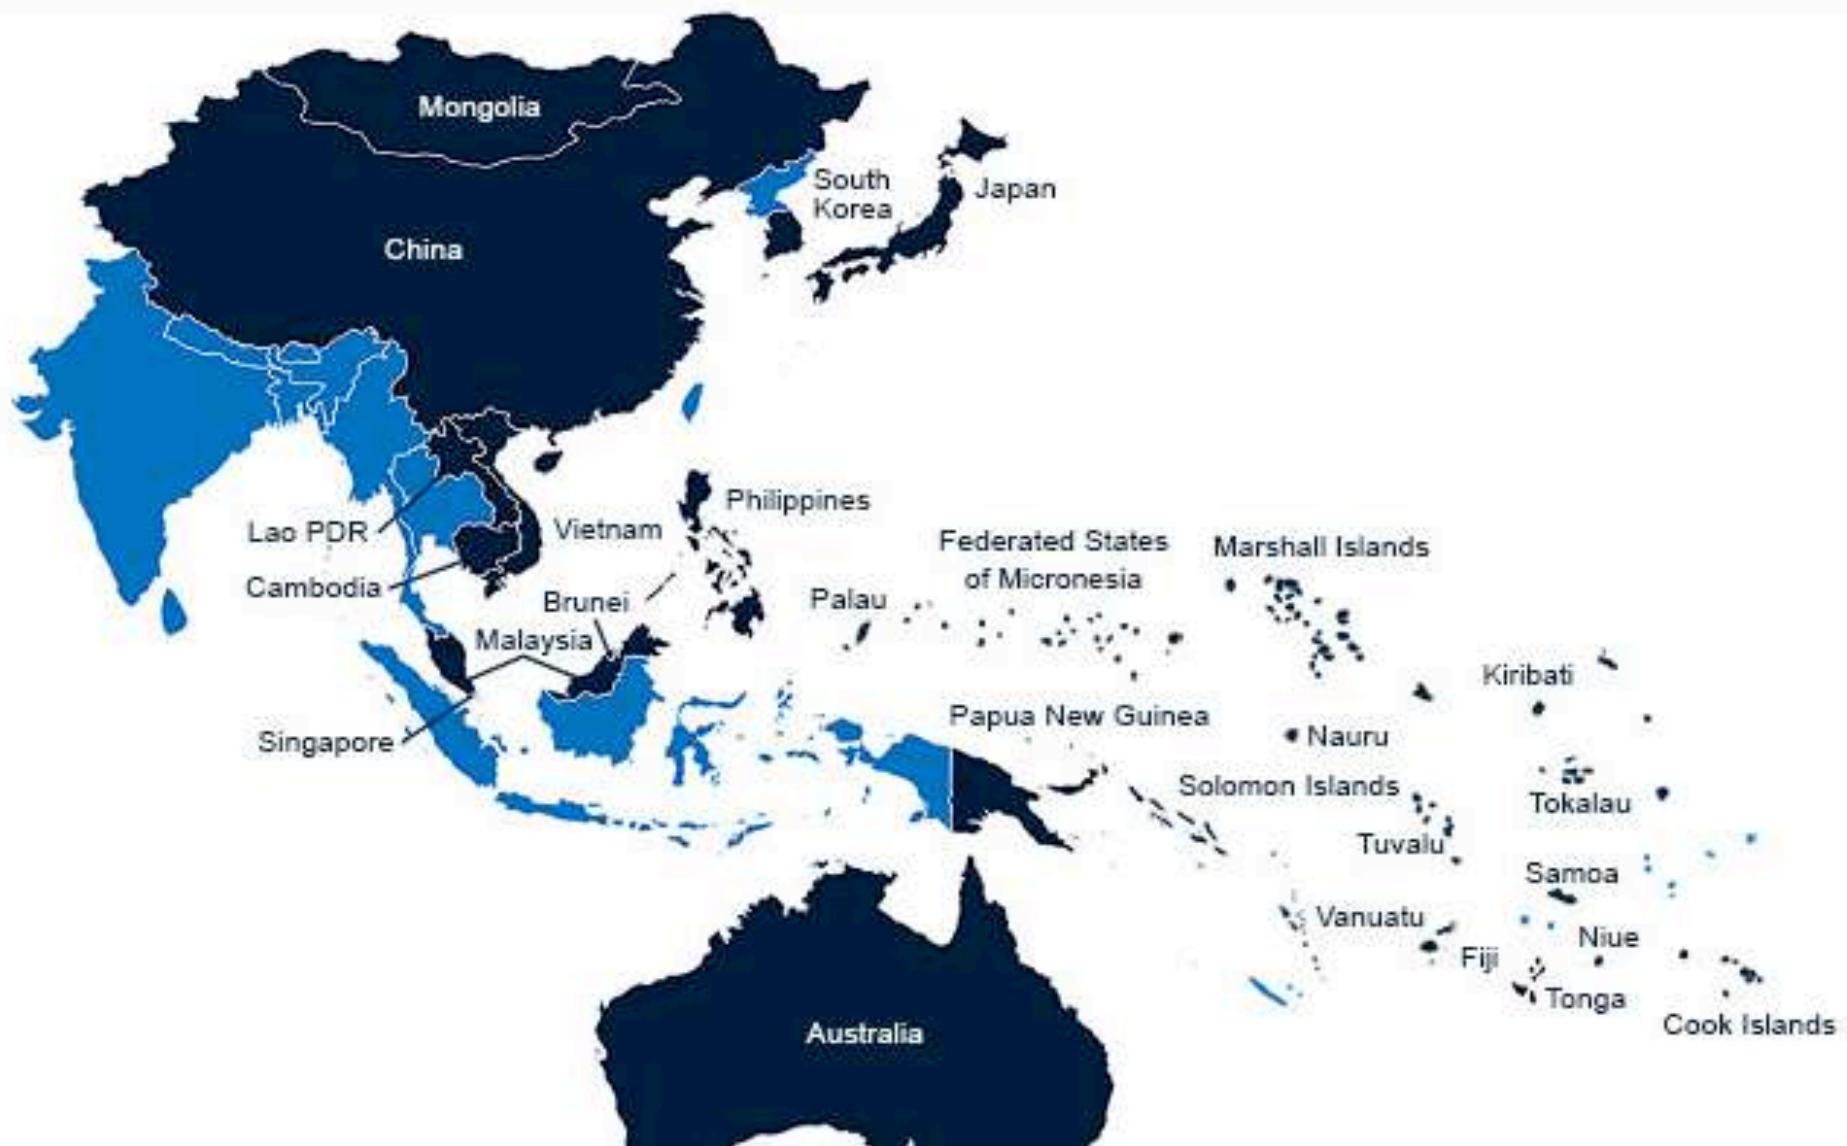 Mongolia
South
Korea
Japan
China
Philippines
Lao PDR
Vietnam
Federated States
of Micronesia
Marshall Islands
Cambodia
Brunei
Palau
Malaysia
Kiribati
Papua New Guinea
Singapore
Nauru
Solomon Islands
Tokalau
Tuvalu
Samoa
Vanuatu
Niue
Fiji
Tonga
Cook Islands
Australia